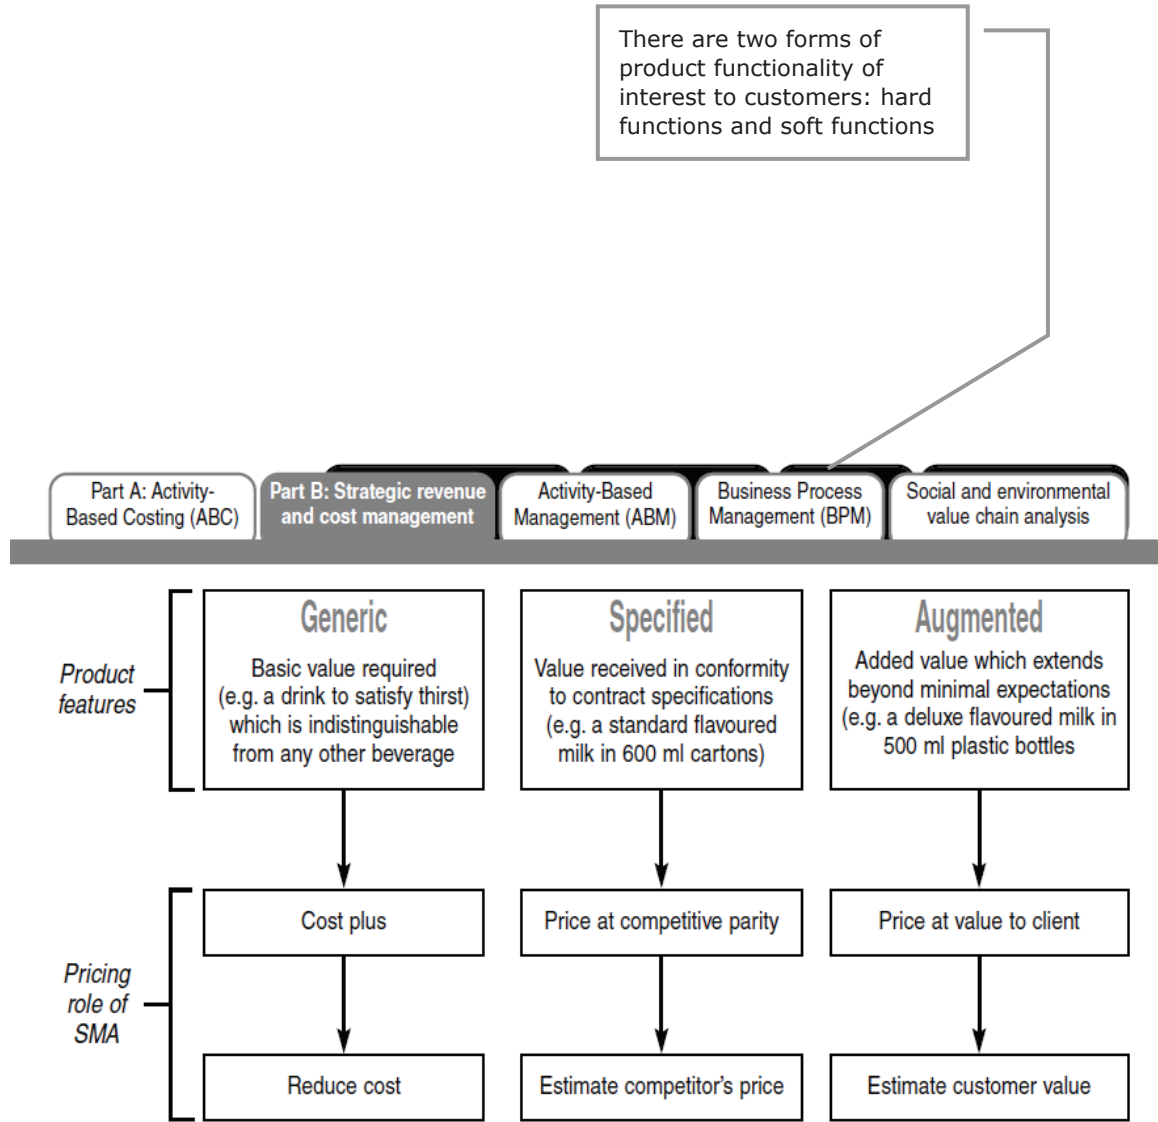 There are two forms of
product functionality of
interest to customers: hard
functions and soft functions
Part A: Activity-
Based Costing (ABC)
Part B: Strategic revenue
and cost management
Activity-Based
Management (ABM)
Business Process
Management (BPM)
Social and environmental
value chain analysis
Product
features
Generic
Basic value required
(e.g. a drink to satisfy thirst)
which is indistinguishable
from any other beverage
Specified
Value received in conformity
to contract specifications
(e.g. a standard flavoured
milk in 600 ml cartons)
Augmented
Added value which extends
beyond minimal expectations
(e.g. a deluxe flavoured milk in
500 ml plastic bottles
Pricing
role of
SMA
Cost plus
Price at competitive parity
Price at value to client
Reduce cost
Estimate competitor's price
Estimate customer value